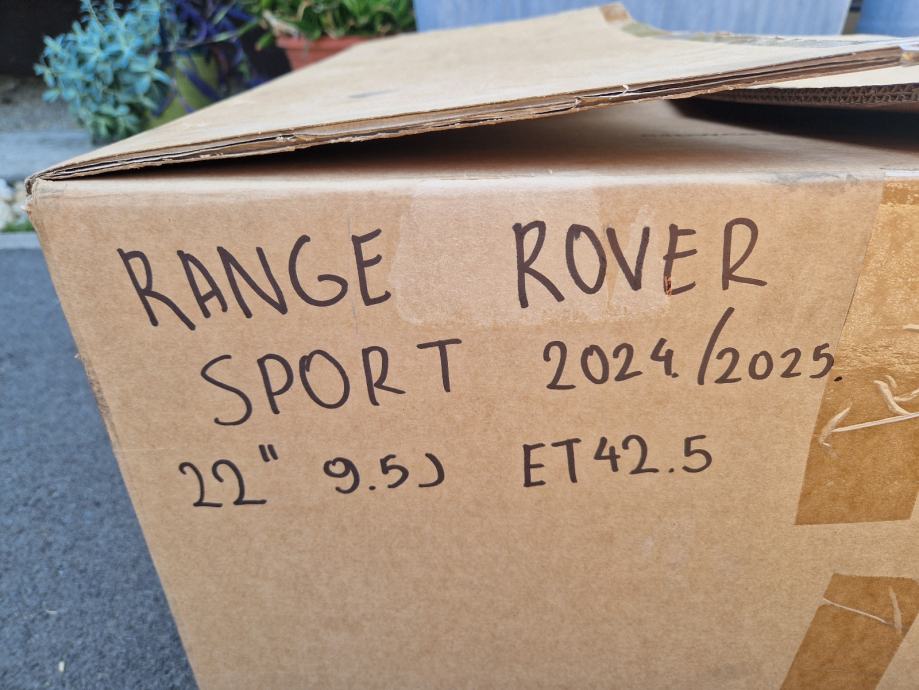 RANGE ROVER
SPORT 2024/2025.
22" 9.5J ET42.5